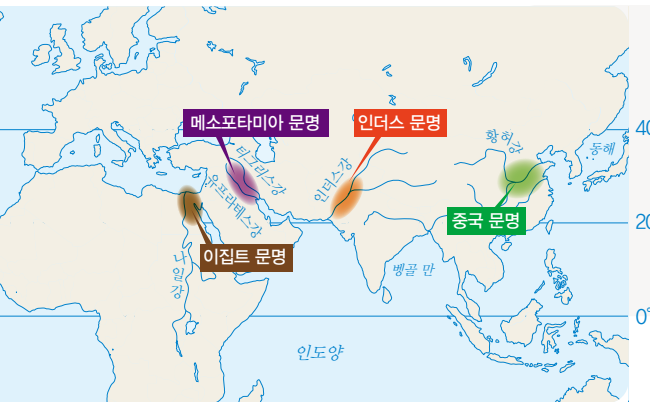 메소포타미아 문명
인더스 문명
황허강
40
동해
티그리스강
유프라테스강
인더스강
중국 문명
20
이집트 문명
나일강
벵골 만
0°
인도양